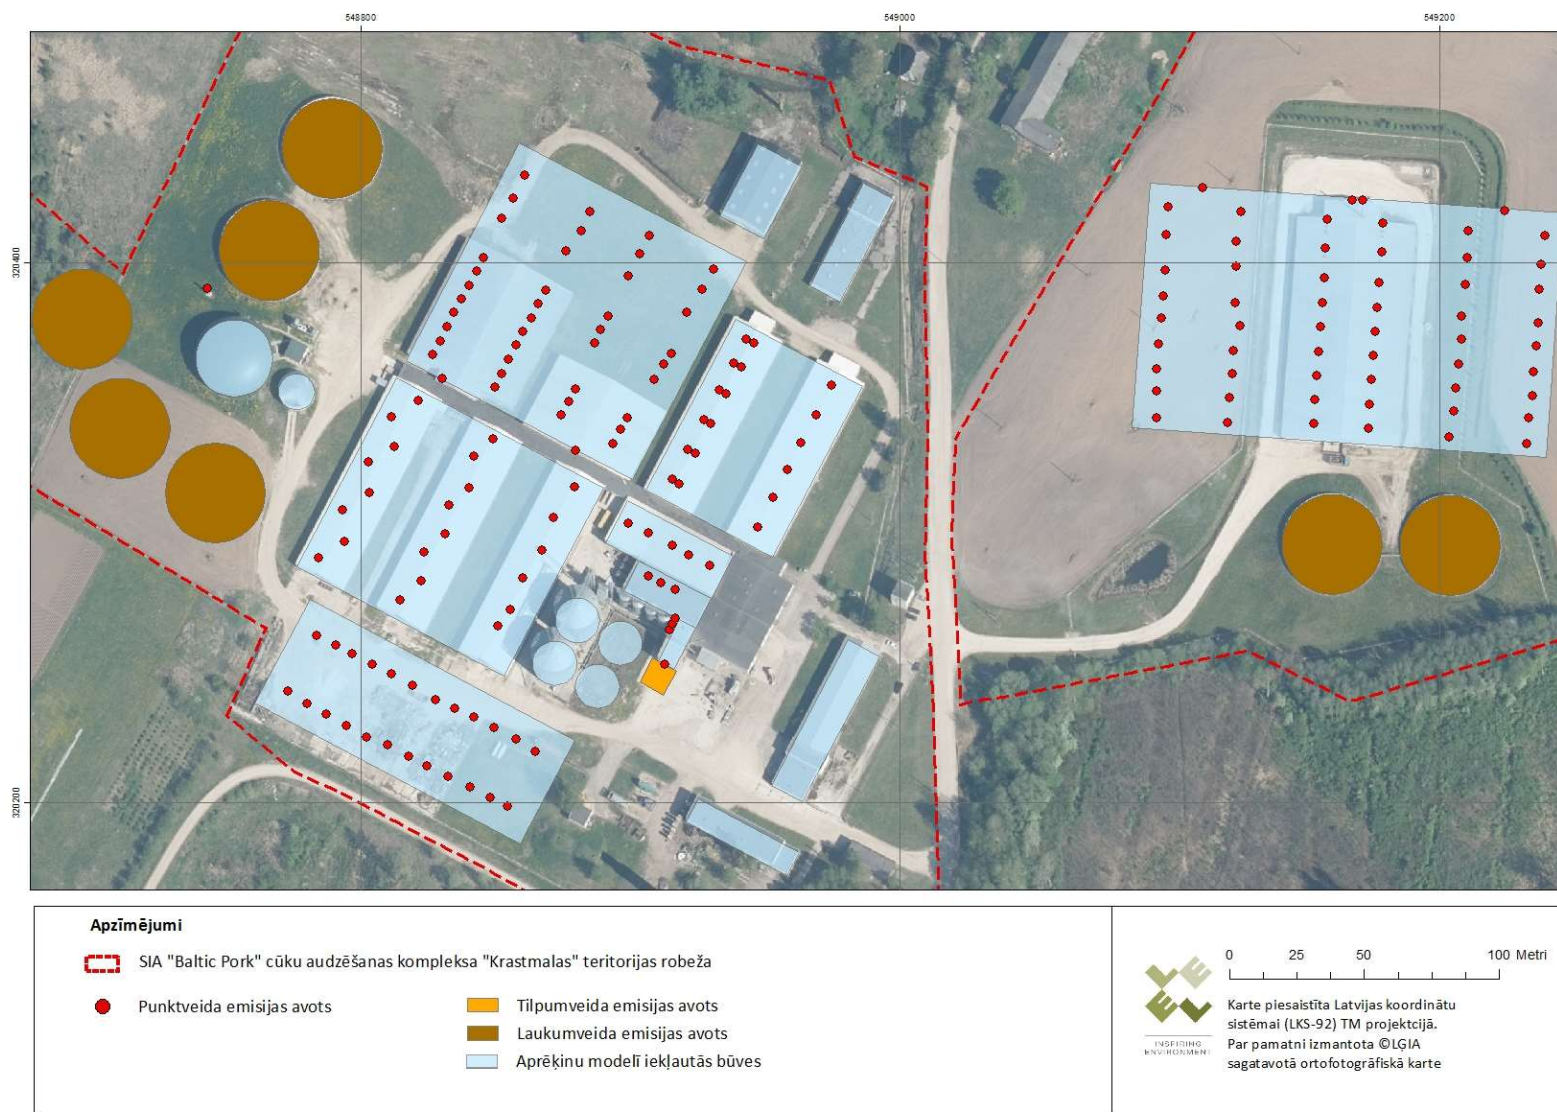 548800
549000
549200
320400
320200
Apzīmējumi
SIA "Baltic Pork" cūku audzēšanas kompleksa "Krastmalas" teritorijas robeža
Punktveida emisijas avots
Tilpumveida emisijas avots
Laukumveida emisijas avots
Aprēķinu modelī iekļautās būves
0 25 50 100 Metri
INSPIRING
ENVIRONMENT
Karte piesaistīta Latvijas koordinātu
sistēmai (LKS-92) TM projektcijā.
Par pamatni izmantota ©LĢIA
sagatavotā ortofotogrāfiskā karte